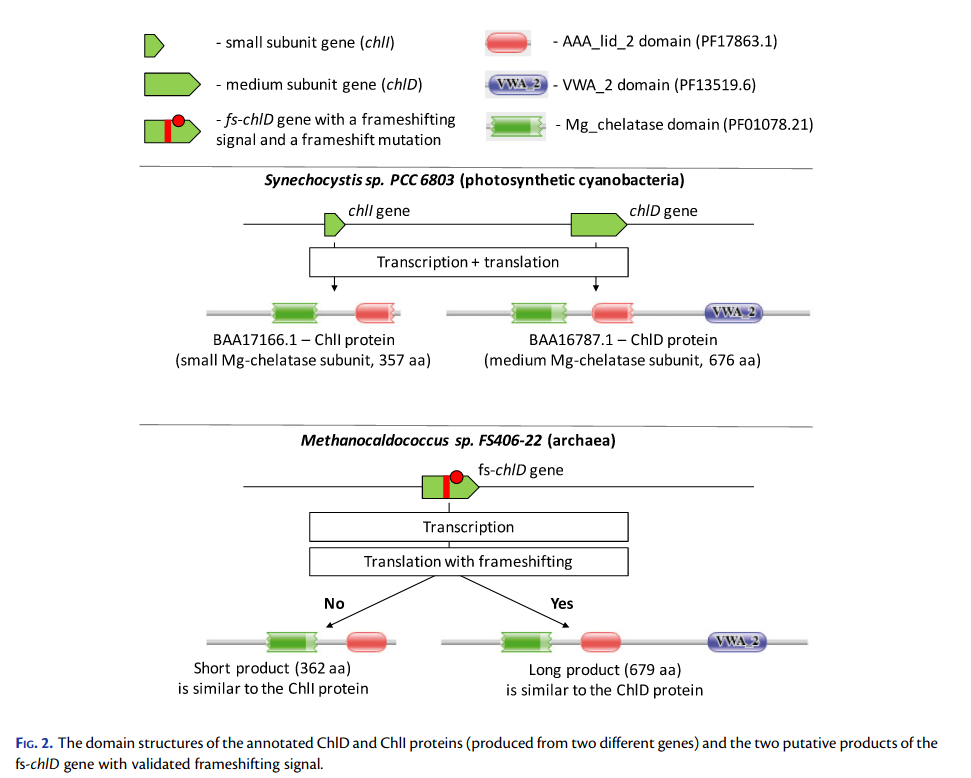 - small subunit gene (chlI)
- AAA_lid_2 domain (PF17863.1)
- medium subunit gene (chlD)
VWA_2
- VWA_2 domain (PF13519.6)
- fs-chlD gene with a frameshifting
signal and a frameshift mutation
- Mg_chelatase domain (PF01078.21)
Synechocystis sp. PCC 6803 (photosynthetic cyanobacteria)
chlI gene
chlD gene
Transcription + translation
VWA_2
BAA17166.1 – ChlI protein
(small Mg-chelatase subunit, 357 aa)
BAA16787.1 – ChlD protein
(medium Mg-chelatase subunit, 676 aa)
Methanocaldococcus sp. FS406-22 (archaea)
fs-chlD gene
Transcription
Translation with frameshifting
No
Yes
VWA_2
Short product (362 aa)
is similar to the ChlI protein
Long product (679 aa)
is similar to the ChlD protein
FIG. 2. The domain structures of the annotated ChlD and ChlI proteins (produced from two different genes) and the two putative products of the
fs-chlD gene with validated frameshifting signal.